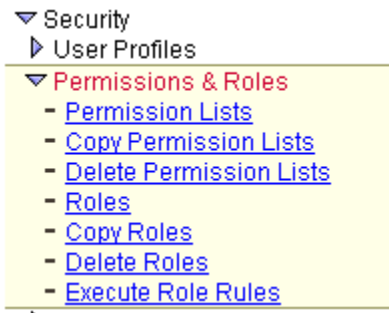 Security
User Profiles
Permissions & Roles
- Permission Lists
- Copy Permission Lists
- Delete Permission Lists
- Roles
- Copy Roles
- Delete Roles
- Execute Role Rules